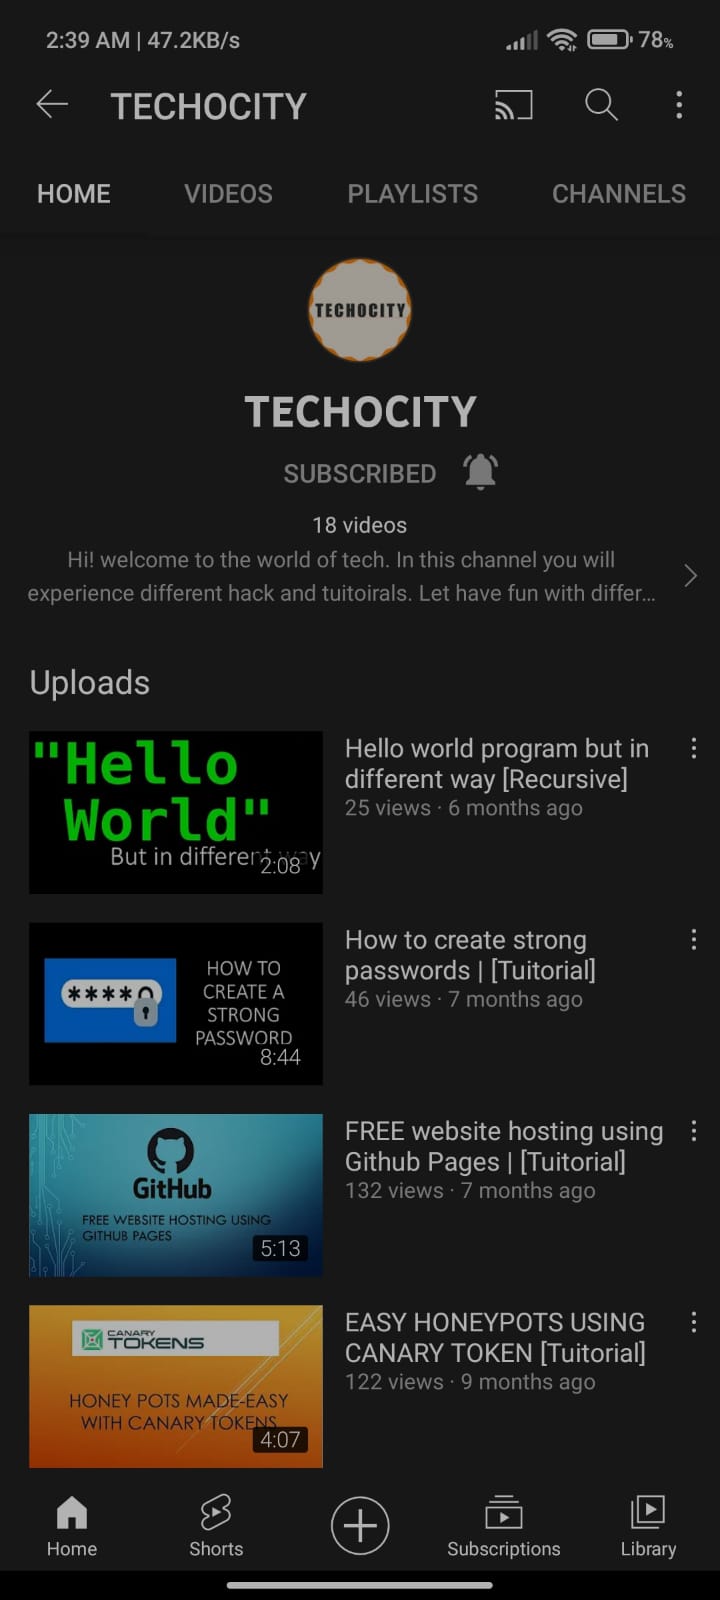 2:39 AM | 47.2KB/s 78%
TECHOCITY
HOME VIDEOS PLAYLISTS CHANNELS
TECHOCITY
TECHOCITY
SUBSCRIBED
18 videos
Hi! welcome to the world of tech. In this channel you will
experience different hack and tuitoirals. Let have fun with differ...
Uploads
"Hello
World"
But in different way
2:08
Hello world program but in
different way [Recursive]
25 views · 6 months ago
****
HOW TO
CREATE A
STRONG
PASSWORD
8:44
How to create strong
passwords | [Tuitorial]
46 views · 7 months ago
GitHub
FREE WEBSITE HOSTING USING
GITHUB PAGES
5:13
FREE website hosting using
Github Pages | [Tuitorial]
132 views · 7 months ago
CANARY
TOKENS
HONEY POTS MADE-EASY
WITH CANARY TOKENS
4:07
EASY HONEYPOTS USING
CANARY TOKEN [Tuitorial]
122 views · 9 months ago
Home Shorts Subscriptions Library